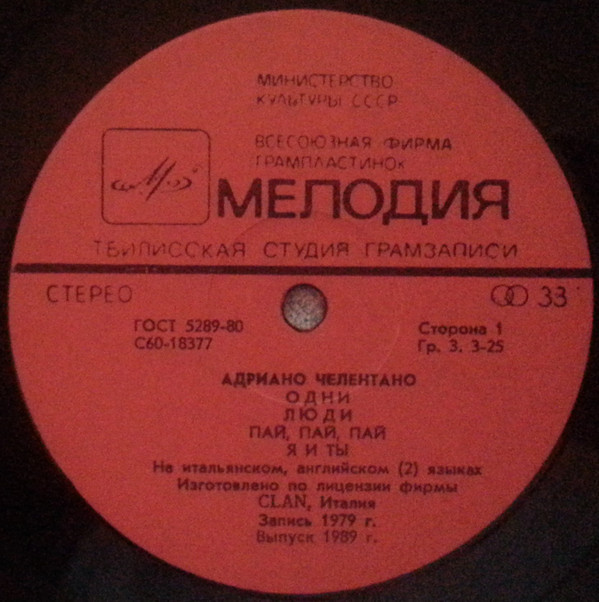 МИНИСТЕРСТВО
КУЛЬТУРЫ СССР
ВСЕСОЮЗНАЯ ФИРМА
ГРАМПЛАСТИНОК
МЕЛОДИЯ
ТБИЛИССКАЯ СТУДИЯ ГРАМЗАПИСИ
СТЕРЕО
33
ГОСТ 5289-80
С60-18377
Сторона 1
Гр. 3. 3-25
АДРИАНО ЧЕЛЕНТАНО
ОДНИ
ЛЮДИ
ПАЙ, ПАЙ, ПАЙ
Я И ТЫ
На итальянском, английском (2) языках
Изготовлено по лицензии фирмы
CLAN, Италия
Запись 1979 г.
Выпуск 1989 г.